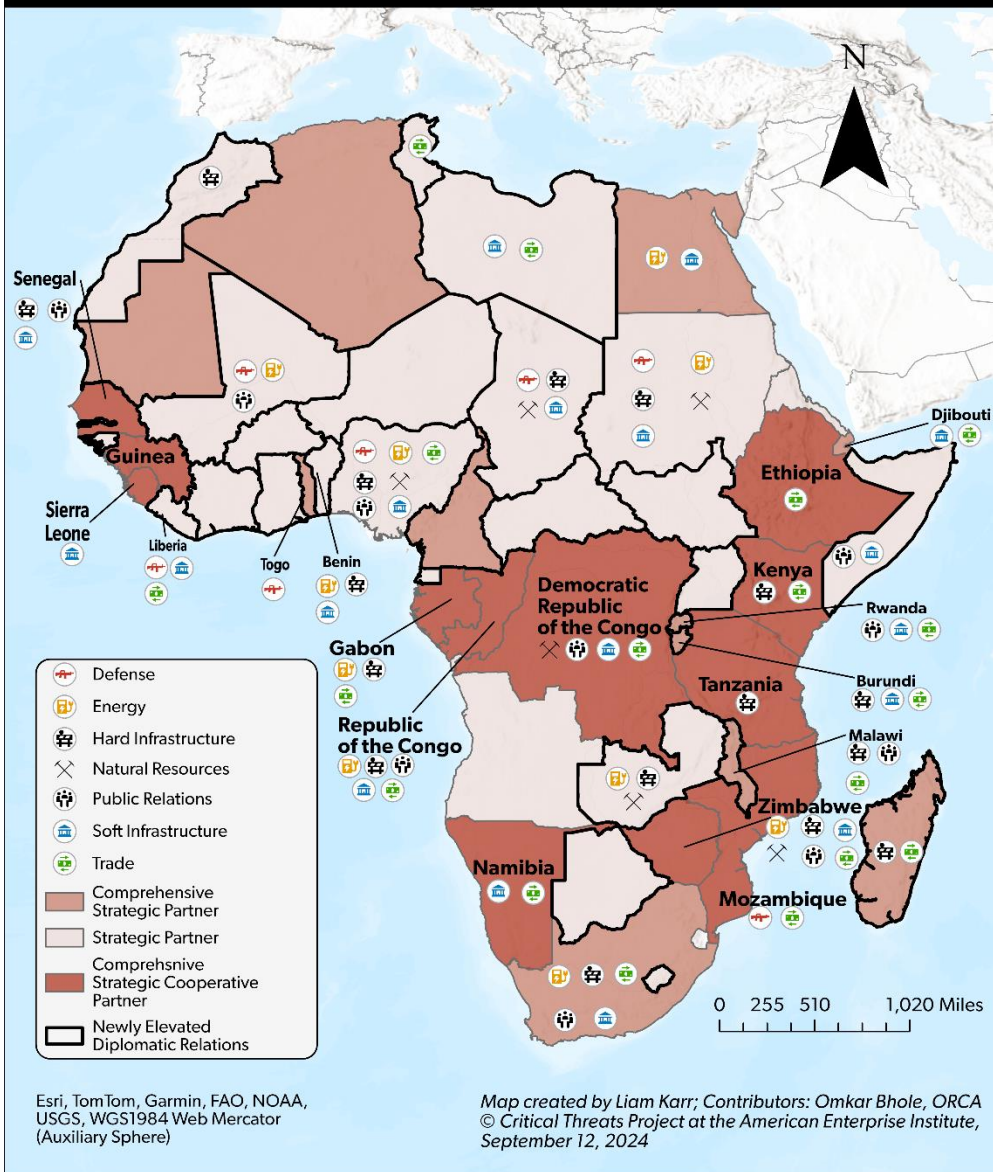 N
Senegal
Guinea
Sierra
Leone
Liberia
Togo
Benin
Djibouti
Ethiopia
Kenya
Democratic
Republic
of the Congo
Rwanda
Gabon
Tanzania
Burundi
Republic
of the Congo
Malawi
Zimbabwe
Namibia
Mozambique
Defense
Energy
Hard Infrastructure
Natural Resources
Public Relations
Soft Infrastructure
Trade
Comprehensive
Strategic Partner
Strategic Partner
Comprehsnive
Strategic Cooperative
Partner
Newly Elevated
Diplomatic Relations
0 255 510 1,020 Miles
Esri, TomTom, Garmin, FAO, NOAA,
USGS, WGS1984 Web Mercator
(Auxiliary Sphere)
Map created by Liam Karr; Contributors: Omkar Bhole, ORCA
© Critical Threats Project at the American Enterprise Institute,
September 12, 2024